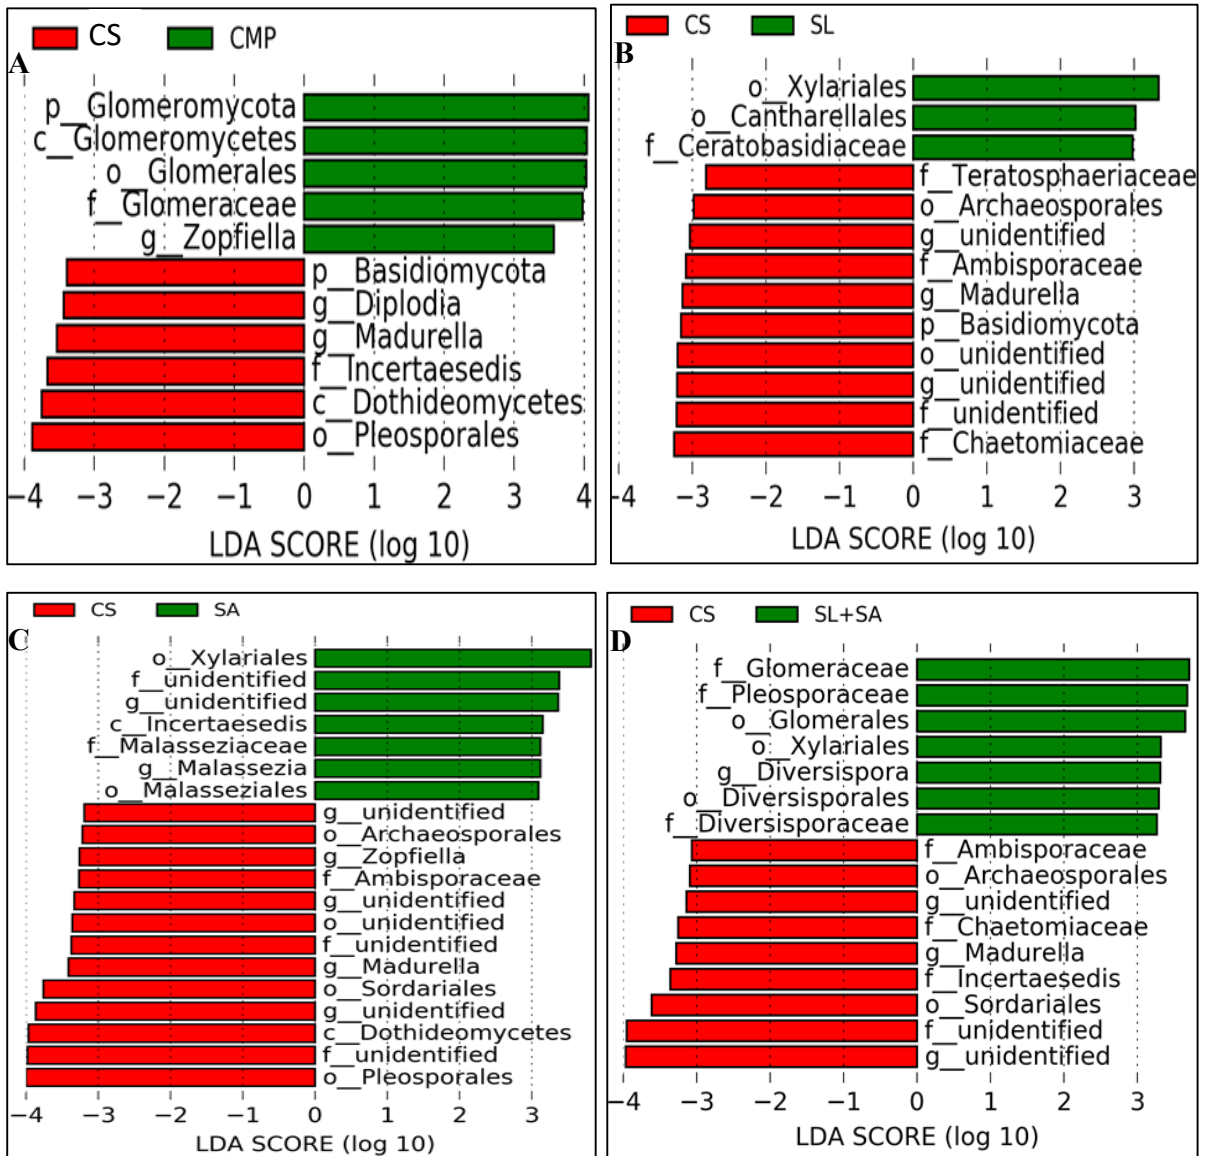 CS CMP
A
p__Glomeromycota
c__Glomeromycetes
o__Glomerales
f__Glomeraceae
g__Zopfiella
p__Basidiomycota
g__Diplodia
g__Madurella
f__Incertaesedis
c__Dothideomycetes
o__Pleosporales
−4 −3 −2 −1 0 1 2 3 4
LDA SCORE (log 10)
CS SL
B
o__Xylariales
o__Cantharellales
f__Ceratobasidiaceae
f__Teratosphaeriaceae
o__Archaeosporales
g__unidentified
f__Ambisporaceae
g__Madurella
p__Basidiomycota
o__unidentified
g__unidentified
f__unidentified
f__Chaetomiaceae
−4 −3 −2 −1 0 1 2 3
LDA SCORE (log 10)
CS SA
C
o__Xylariales
f__unidentified
g__unidentified
c__Incertaesedis
f__Malasseziaceae
g__Malassezia
o__Malasseziales
g__unidentified
o__Archaeosporales
g__Zopfiella
f__Ambisporaceae
g__unidentified
o__unidentified
f__unidentified
g__Madurella
o__Sordariales
g__unidentified
c__Dothideomycetes
f__unidentified
o__Pleosporales
−4 −3 −2 −1 0 1 2 3
LDA SCORE (log 10)
CS SL+SA
D
f__Glomeraceae
f__Pleosporaceae
o__Glomerales
o__Xylariales
g__Diversispora
o__Diversisporales
f__Diversisporaceae
f__Ambisporaceae
o__Archaeosporales
g__unidentified
f__Chaetomiaceae
g__Madurella
f__Incertaesedis
o__Sordariales
f__unidentified
g__unidentified
−4 −3 −2 −1 0 1 2 3
LDA SCORE (log 10)